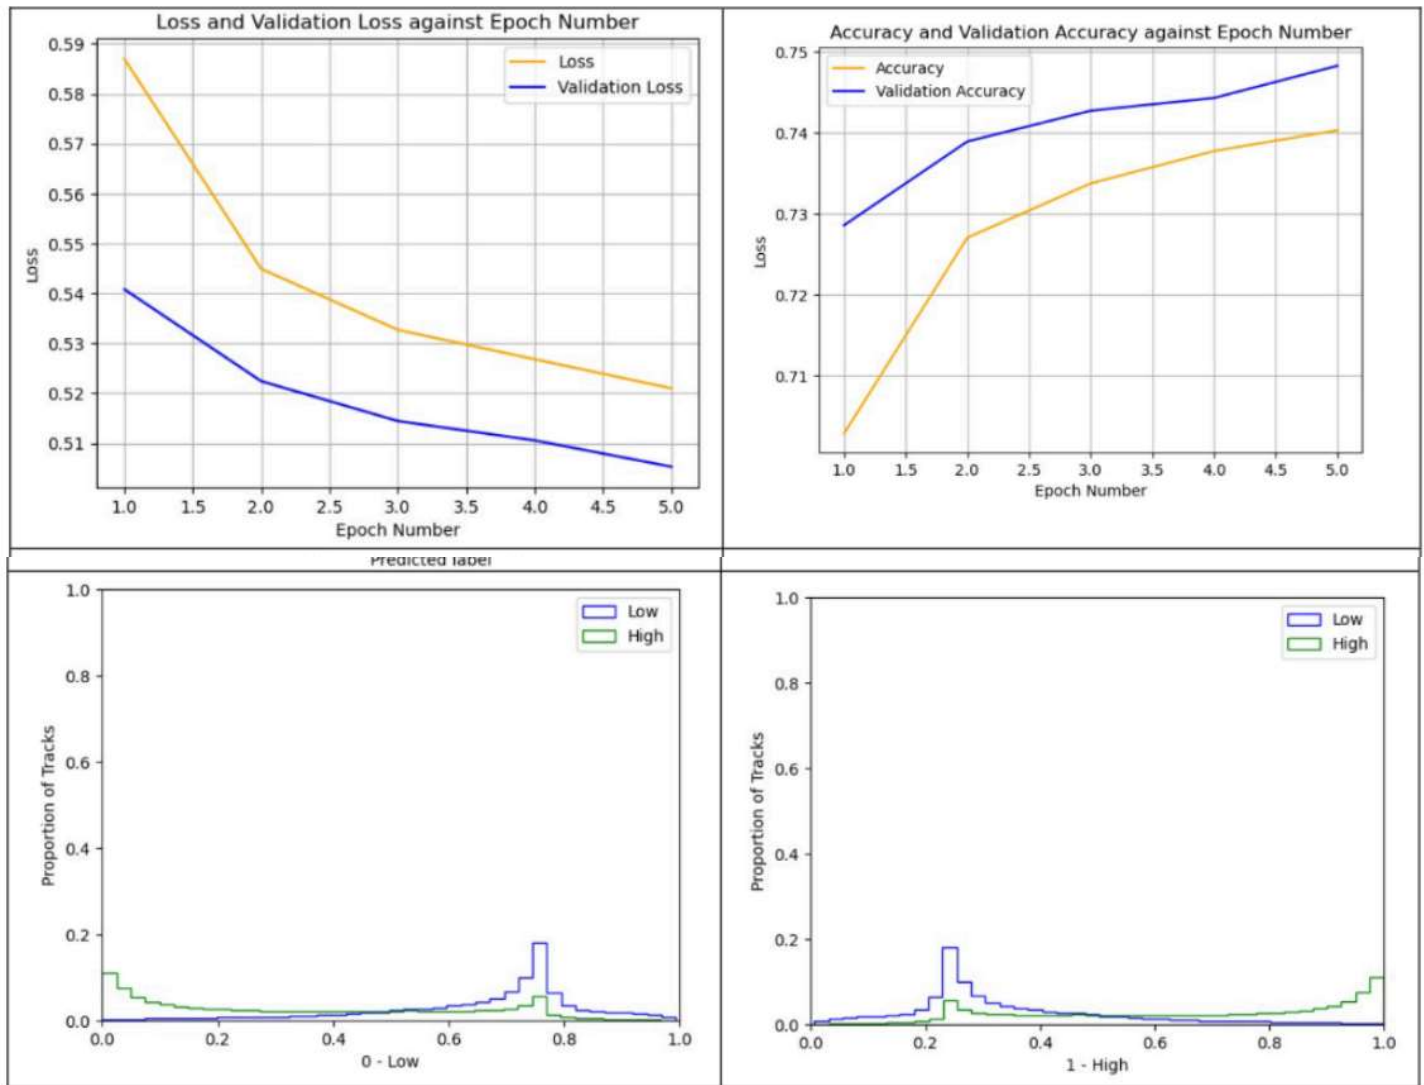 Loss and Validation Loss against Epoch Number
0.59
0.58
0.57
0.56
0.55
0.54
0.53
0.52
0.51
Loss
Loss
Validation Loss
1.0 1.5 2.0 2.5 3.0 3.5 4.0 4.5 5.0
Epoch Number
Accuracy and Validation Accuracy against Epoch Number
0.75
0.74
0.73
0.72
0.71
Loss
Accuracy
Validation Accuracy
1.0 1.5 2.0 2.5 3.0 3.5 4.0 4.5 5.0
Epoch Number
Predicted label
1.0
0.8
0.6
0.4
0.2
0.0
Proportion of Tracks
Low
High
0.0 0.2 0.4 0.6 0.8 1.0
0 - Low
1.0
0.8
0.6
0.4
0.2
0.0
Proportion of Tracks
Low
High
0.0 0.2 0.4 0.6 0.8 1.0
1 - High